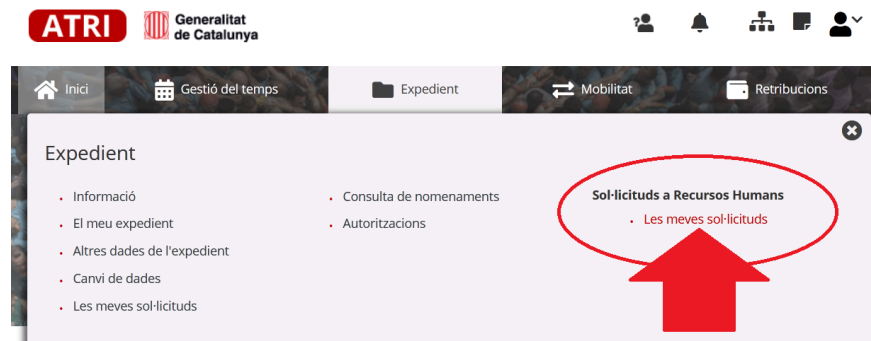 ATRI
Generalitat
de Catalunya
Inici
Gestió del temps
Expedient
Mobilitat
Retribucions
Expedient
Informació
El meu expedient
Altres dades de l'expedient
Canvi de dades
Les meves sol·licituds
Consulta de nomenaments
Autoritzacions
Sol·licituds a Recursos Humans
Les meves sol·licituds